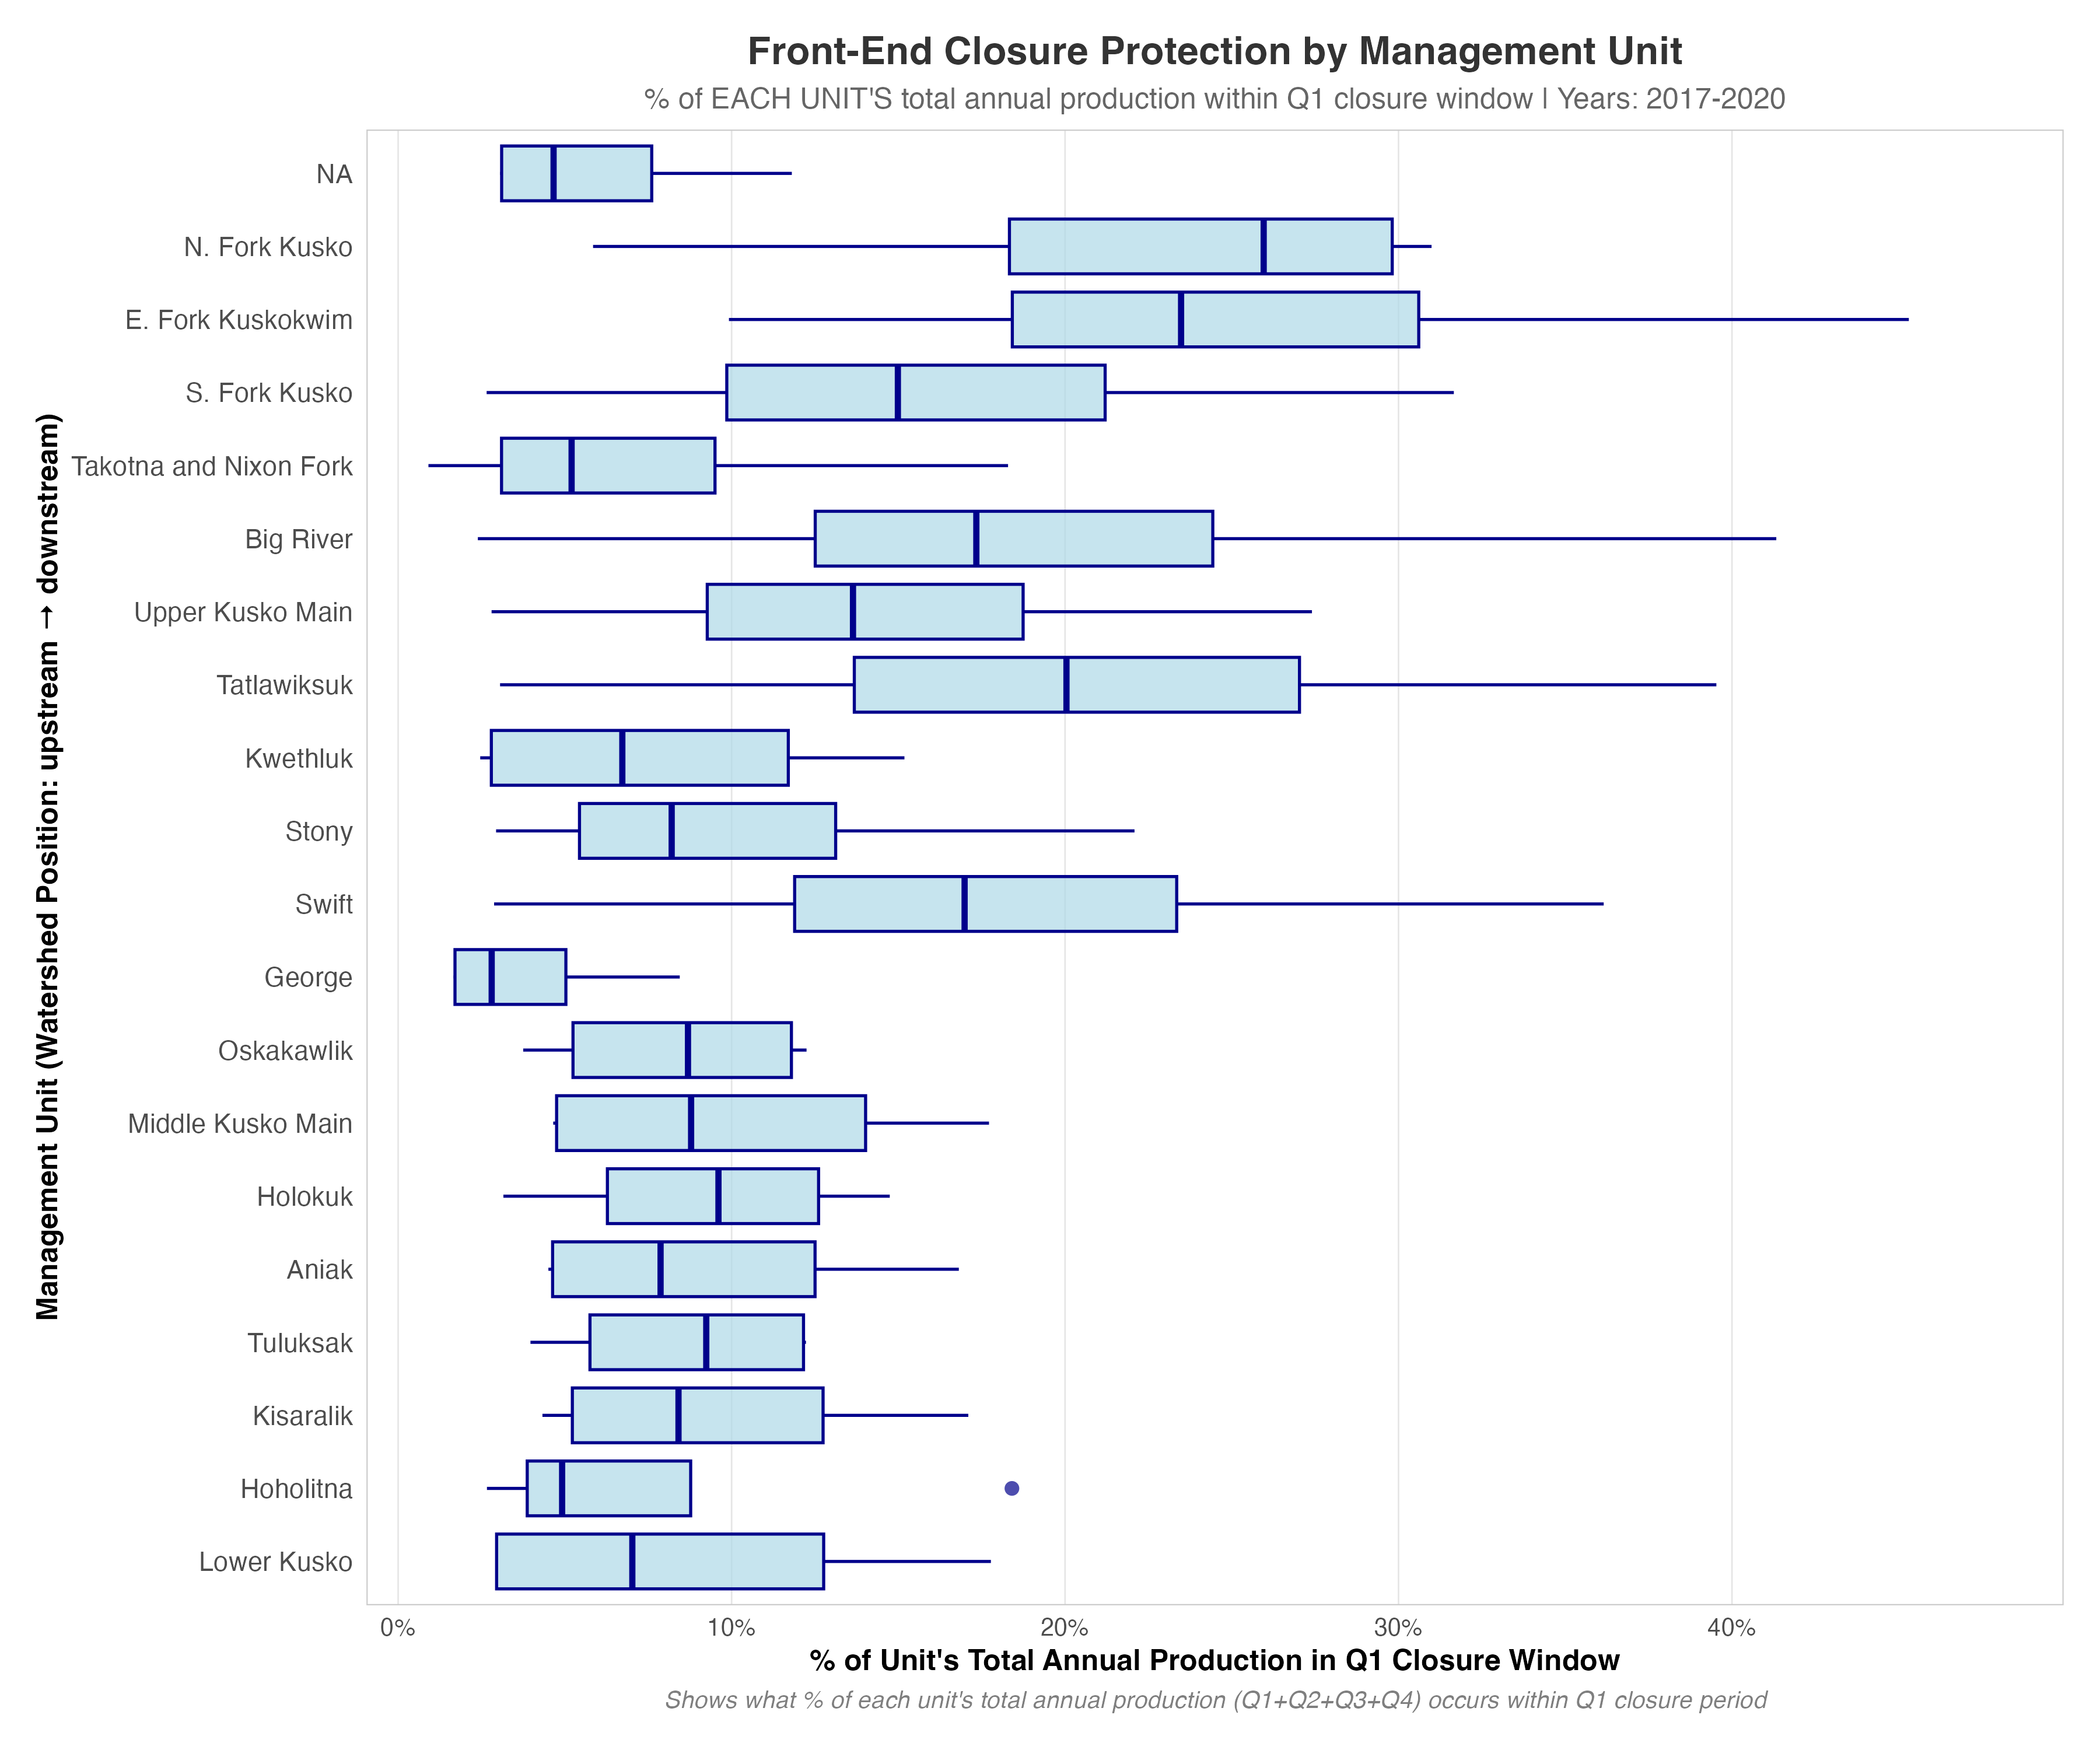 Front-End Closure Protection by Management Unit
% of EACH UNIT'S total annual production within Q1 closure window | Years: 2017-2020
Management Unit (Watershed Position: upstream → downstream)
NA
N. Fork Kusko
E. Fork Kuskokwim
S. Fork Kusko
Takotna and Nixon Fork
Big River
Upper Kusko Main
Tatlawiksuk
Kwethluk
Stony
Swift
George
Oskakawlik
Middle Kusko Main
Holokuk
Aniak
Tuluksak
Kisaralik
Hoholitna
Lower Kusko
0% 10% 20% 30% 40%
% of Unit's Total Annual Production in Q1 Closure Window
Shows what % of each unit's total annual production (Q1+Q2+Q3+Q4) occurs within Q1 closure period